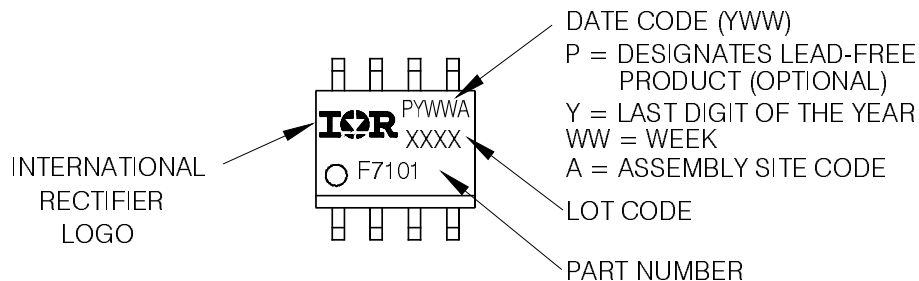 DATE CODE (YWW)
P = DESIGNATES LEAD-FREE
PRODUCT (OPTIONAL)
Y = LAST DIGIT OF THE YEAR
WW = WEEK
A = ASSEMBLY SITE CODE
LOT CODE
PART NUMBER
INTERNATIONAL
RECTIFIER
LOGO
IOR
PYWWA
XXXX
F7101